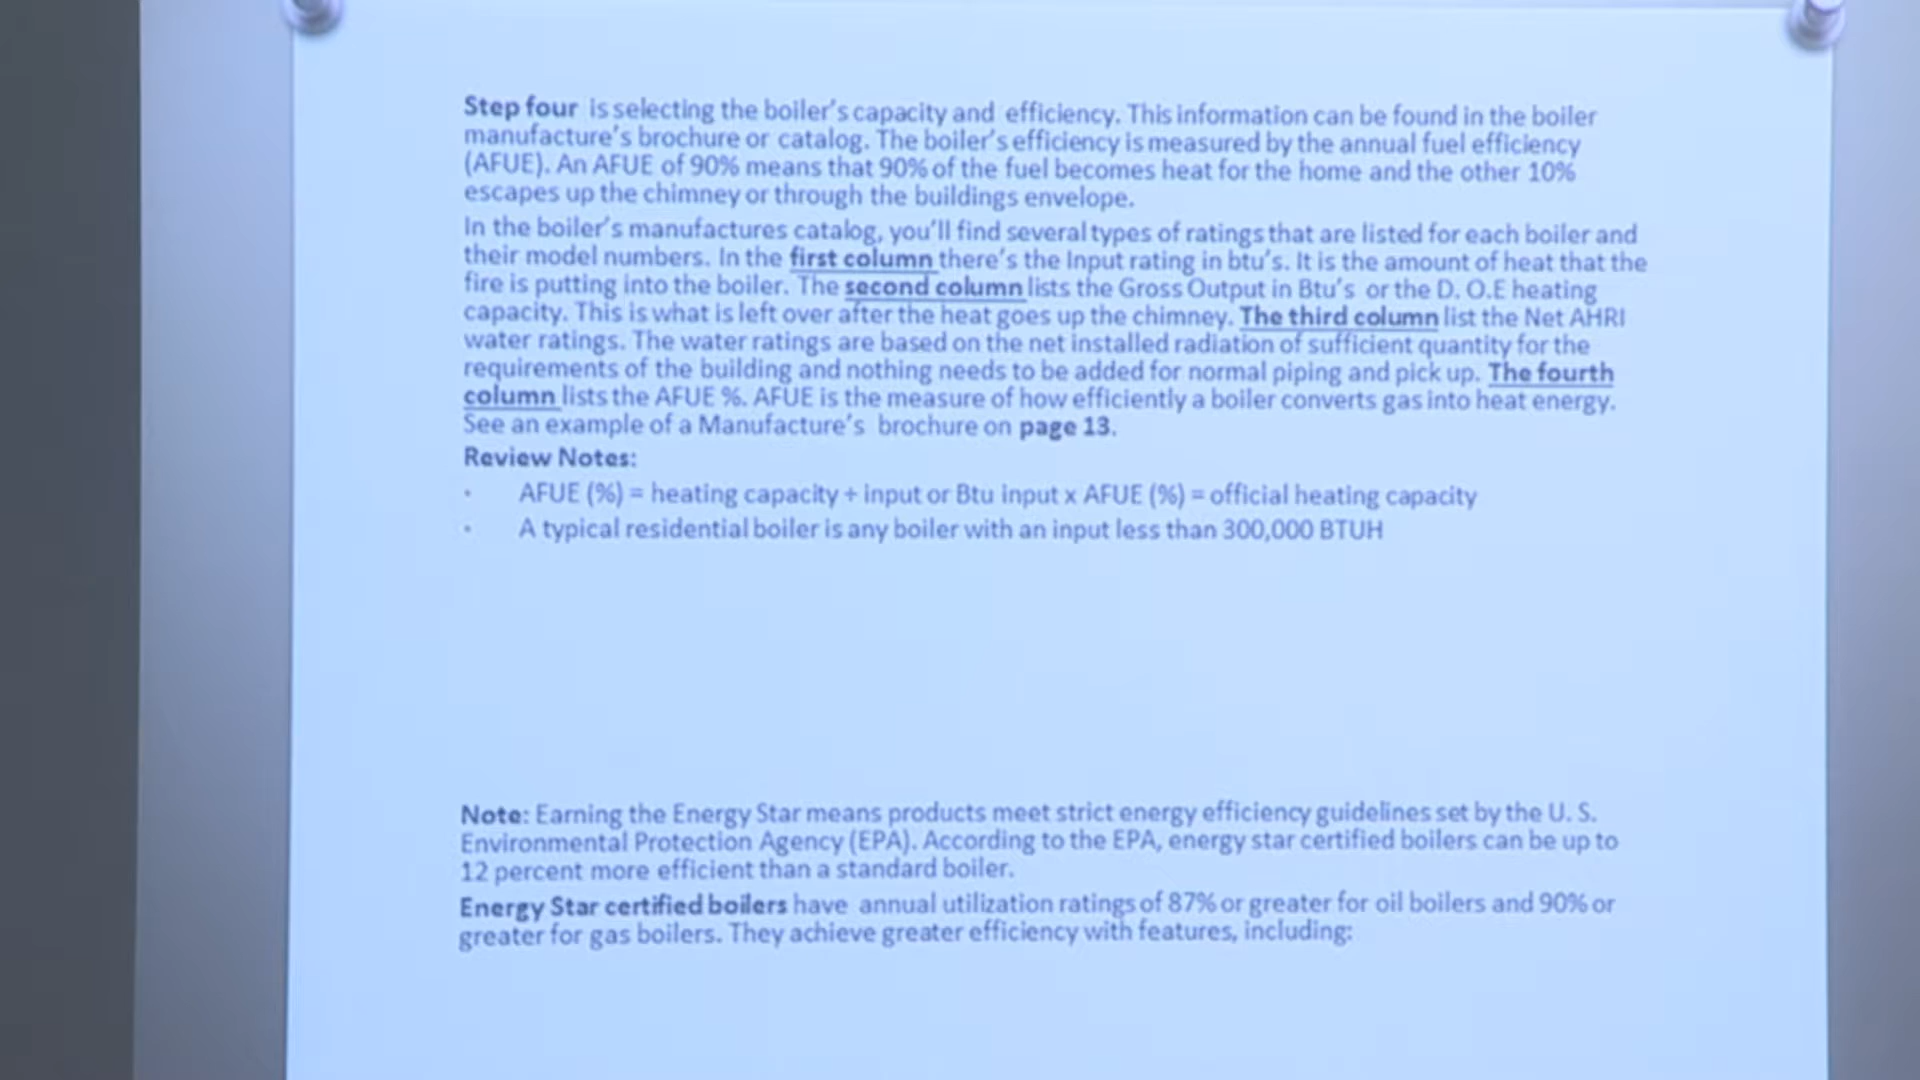 Step four is selecting the boiler's capacity and efficiency. This information can be found in the boiler
manufacture's brochure or catalog. The boiler's efficiency is measured by the annual fuel efficiency
(AFUE). An AFUE of 90% means that 90% of the fuel becomes heat for the home and the other 10%
escapes up the chimney or through the buildings envelope.
In the boiler's manufactures catalog, you'll find several types of ratings that are listed for each boiler and
their model numbers. In the first column there's the Input rating in btu's. It is the amount of heat that the
fire is putting into the boiler. The second column lists the Gross Output in Btu's or the D. O.E heating
capacity. This is what is left over after the heat goes up the chimney. The third column list the Net AHRI
water ratings. The water ratings are based on the net installed radiation of sufficient quantity for the
requirements of the building and nothing needs to be added for normal piping and pick up. The fourth
column lists the AFUE %. AFUE is the measure of how efficiently a boiler converts gas into heat energy.
See an example of a Manufacture's brochure on page 13.
Review Notes:
• AFUE (%) = heating capacity ÷ input or Btu input x AFUE (%) = official heating capacity
• A typical residential boiler is any boiler with an input less than 300,000 BTUH
Note: Earning the Energy Star means products meet strict energy efficiency guidelines set by the U. S.
Environmental Protection Agency (EPA). According to the EPA, energy star certified boilers can be up to
12 percent more efficient than a standard boiler.
Energy Star certified boilers have annual utilization ratings of 87% or greater for oil boilers and 90% or
greater for gas boilers. They achieve greater efficiency with features, including: